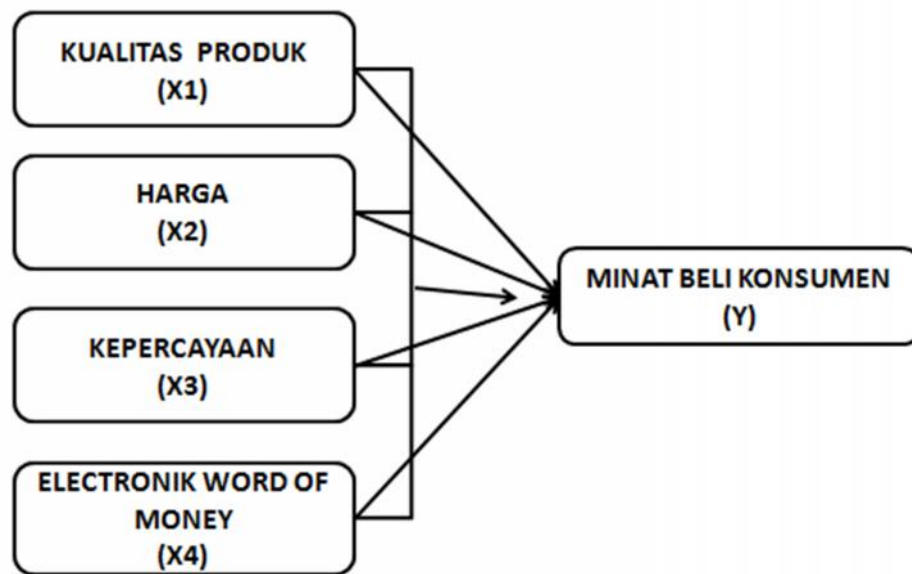 KUALITAS PRODUK
(X1)
HARGA
(X2)
KEPERCAYAAN
(X3)
ELECTRONIK WORD OF
MONEY
(X4)
MINAT BELI KONSUMEN
(Y)